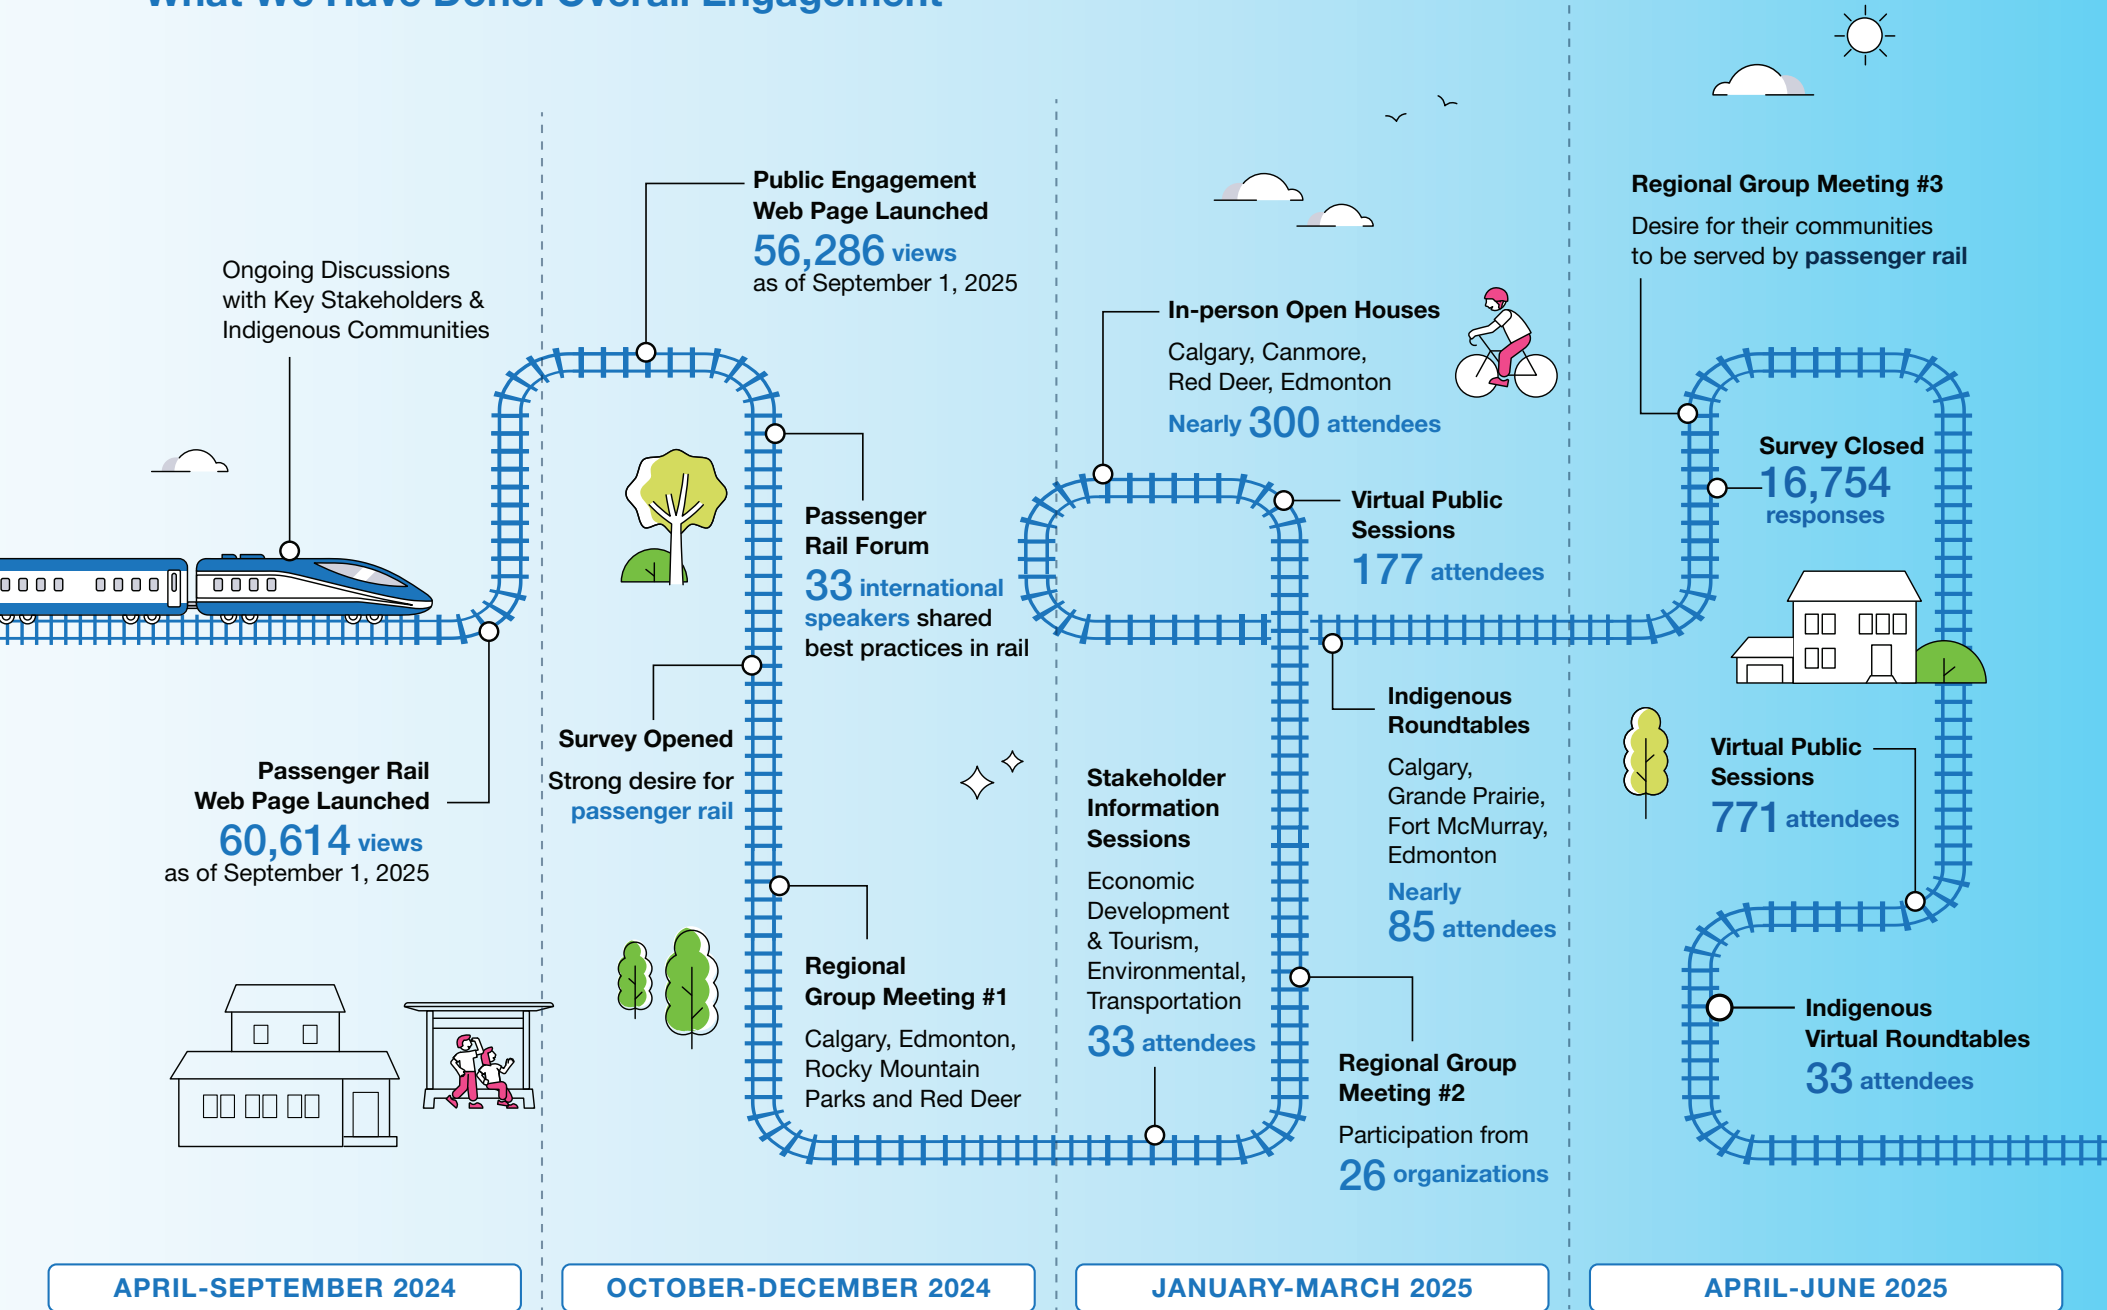 What We Have Done: Overall Engagement
Ongoing Discussions
with Key Stakeholders &
Indigenous Communities
Passenger Rail
Web Page Launched
60,614 views
as of September 1, 2025
APRIL-SEPTEMBER 2024
Public Engagement
Web Page Launched
56,286 views
as of September 1, 2025
Passenger
Rail Forum
33 international
speakers shared
best practices in rail
Survey Opened
Strong desire for
passenger rail
Regional
Group Meeting #1
Calgary, Edmonton,
Rocky Mountain
Parks and Red Deer
OCTOBER-DECEMBER 2024
In-person Open Houses
Calgary, Canmore,
Red Deer, Edmonton
Nearly 300 attendees
Virtual Public
Sessions
177 attendees
Indigenous
Roundtables
Calgary,
Grande Prairie,
Fort McMurray,
Edmonton
Nearly
85 attendees
Stakeholder
Information
Sessions
Economic
Development
& Tourism,
Environmental,
Transportation
33 attendees
Regional Group
Meeting #2
Participation from
26 organizations
JANUARY-MARCH 2025
Regional Group Meeting #3
Desire for their communities
to be served by passenger rail
Survey Closed
16,754
responses
Virtual Public
Sessions
771 attendees
Indigenous
Virtual Roundtables
33 attendees
APRIL-JUNE 2025